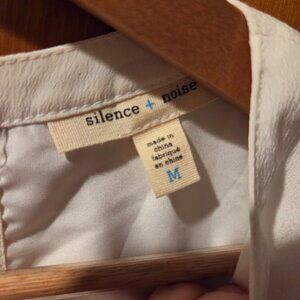 silence + noise
made in
china
fabriqué
en chine
M